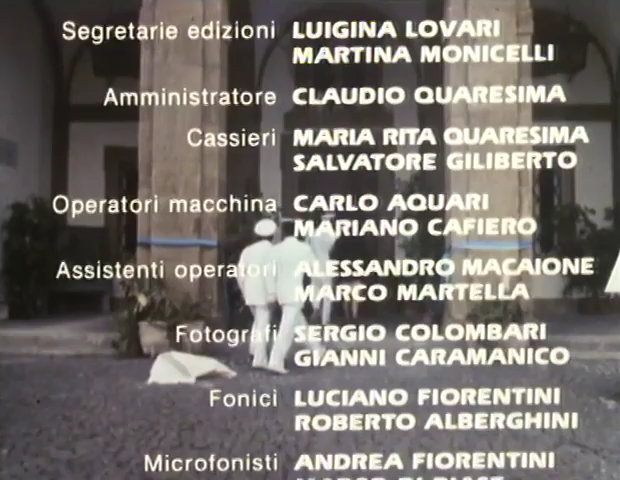 Segretarie edizioni LUIGINA LOVARI
MARTINA MONICELLI
Amministratore CLAUDIO QUARESIMA
Cassieri MARIA RITA QUARESIMA
SALVATORE GILIBERTO
Operatori macchina CARLO AQUARI
MARIANO CAFIERO
Assistenti operatori ALESSANDRO MACAIONE
MARCO MARTELLA
Fotografi SERGIO COLOMBARI
GIANNI CARAMANICO
Fonici LUCIANO FIORENTINI
ROBERTO ALBERGHINI
Microfonisti ANDREA FIORENTINI